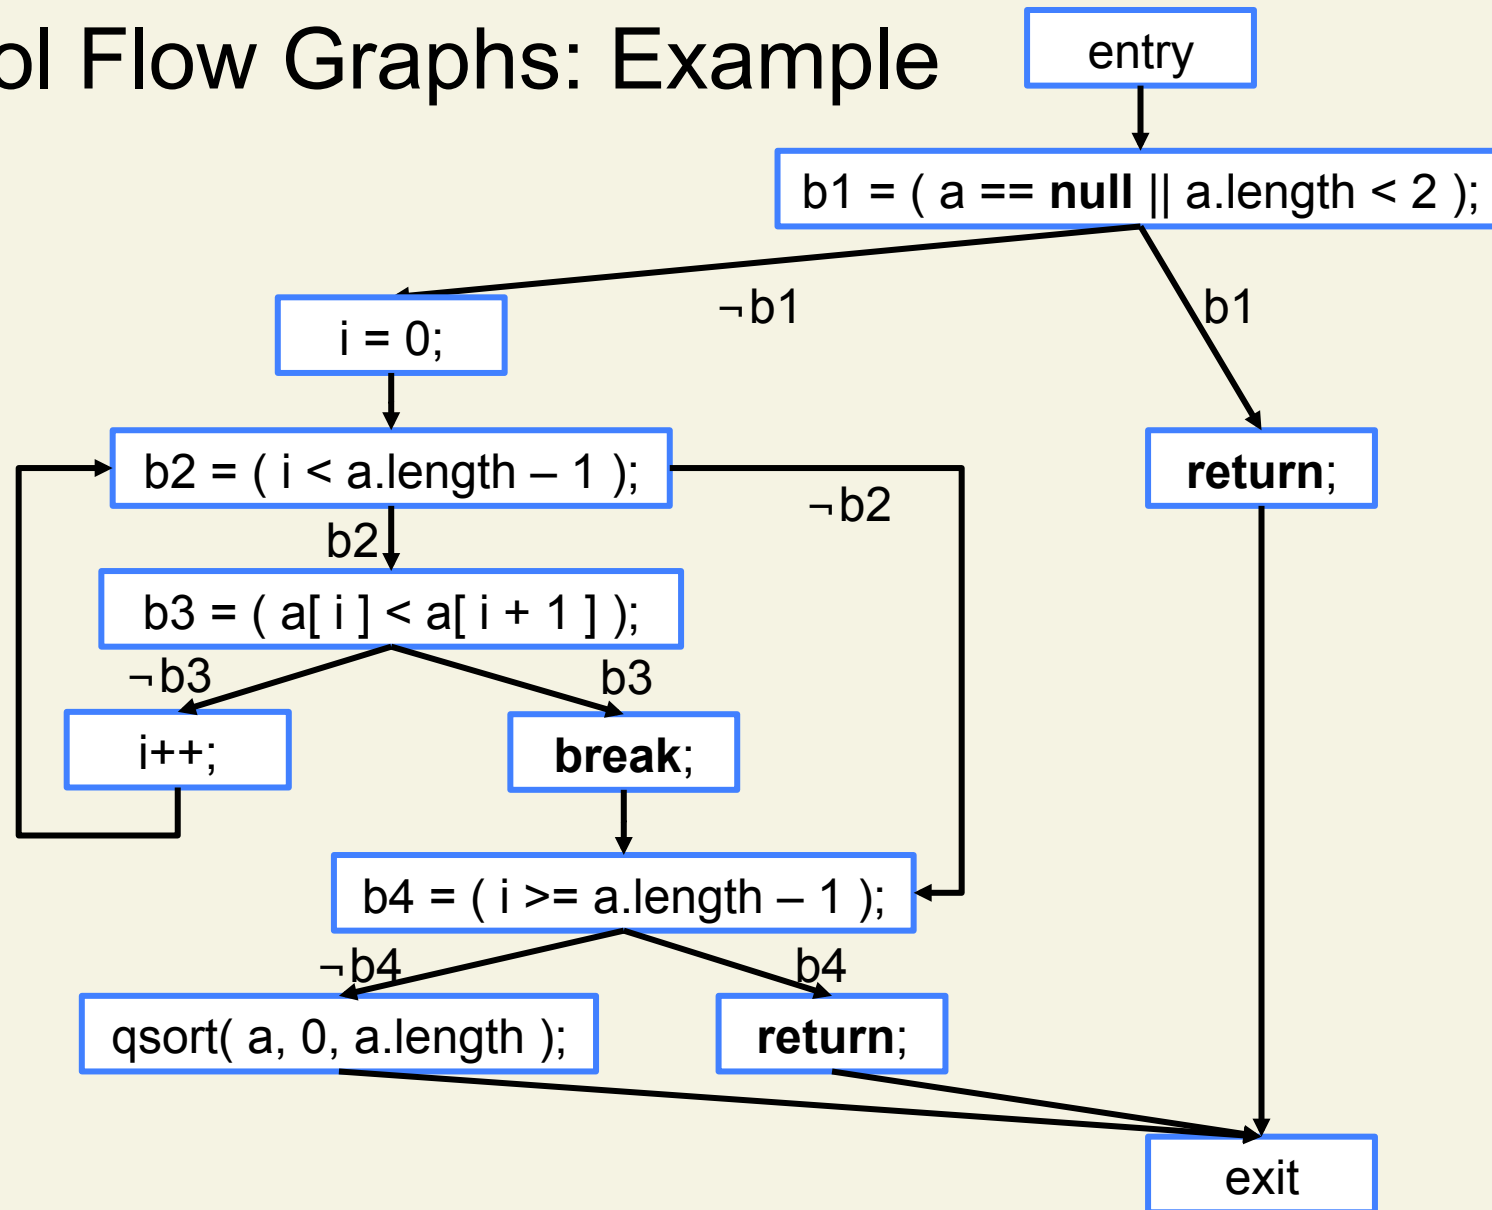 ol Flow Graphs: Example
entry
b1 = ( a == null || a.length < 2 );
¬b1
b1
i = 0;
b2 = ( i < a.length – 1 );
return;
¬b2
b2
b3 = ( a[ i ] < a[ i + 1 ] );
¬b3
b3
i++;
break;
b4 = ( i >= a.length – 1 );
¬b4
b4
qsort( a, 0, a.length );
return;
exit